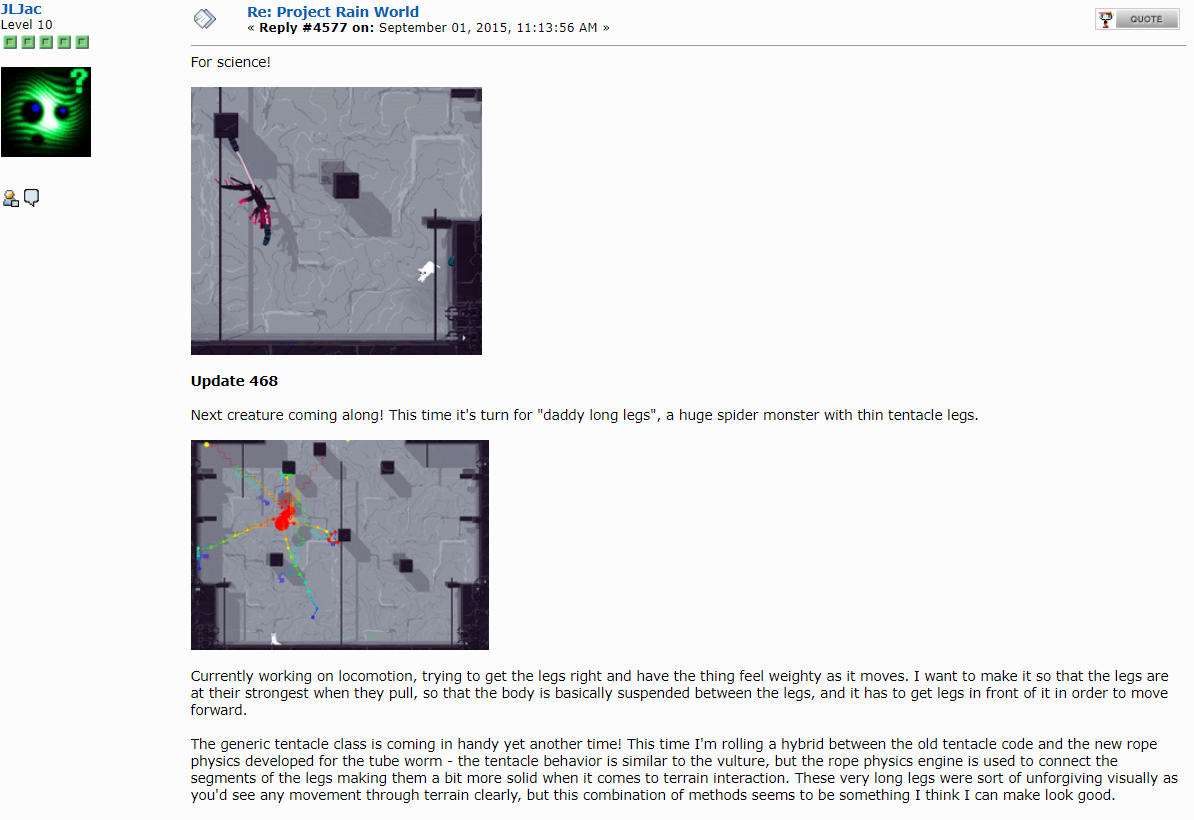 JLJac
Level 10
Re: Project Rain World
« Reply #4577 on: September 01, 2015, 11:13:56 AM »
QUOTE
For science!
Update 468
Next creature coming along! This time it's turn for "daddy long legs", a huge spider monster with thin tentacle legs.
Currently working on locomotion, trying to get the legs right and have the thing feel weighty as it moves. I want to make it so that the legs are
at their strongest when they pull, so that the body is basically suspended between the legs, and it has to get legs in front of it in order to move
forward.
The generic tentacle class is coming in handy yet another time! This time I'm rolling a hybrid between the old tentacle code and the new rope
physics developed for the tube worm - the tentacle behavior is similar to the vulture, but the rope physics engine is used to connect the
segments of the legs making them a bit more solid when it comes to terrain interaction. These very long legs were sort of unforgiving visually as
you'd see any movement through terrain clearly, but this combination of methods seems to be something I think I can make look good.